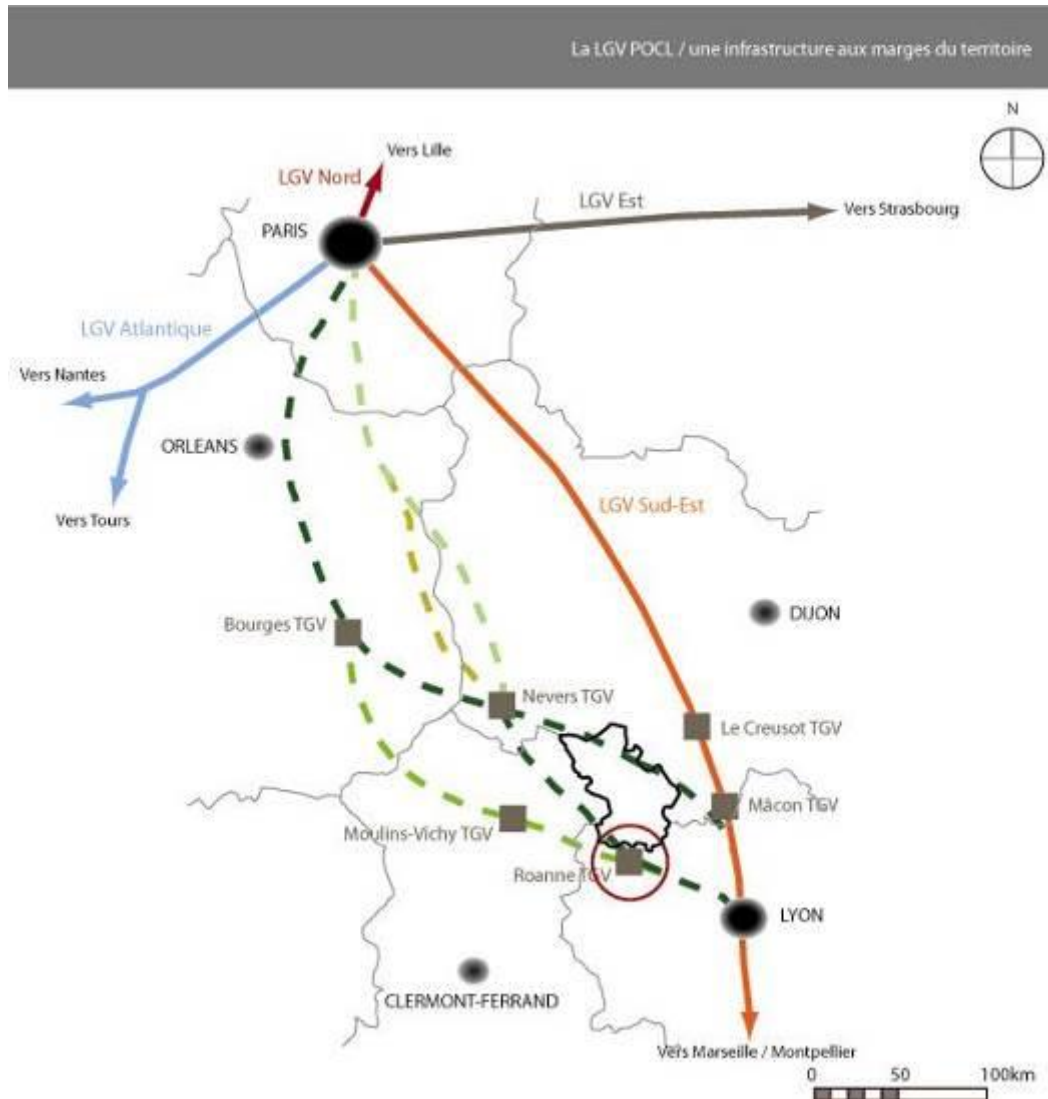 La LGV POCL / une infrastructure aux marges du territoire
N
Vers Lille
LGV Nord
LGV Est
Vers Strasbourg
PARIS
LGV Atlantique
Vers Nantes
ORLEANS
Vers Tours
LGV Sud-Est
DIJON
Bourges TGV
Nevers TGV
Le Creusot TGV
Mâcon TGV
Moulins-Vichy TGV
Roanne TGV
LYON
CLERMONT-FERRAND
Vers Marseille / Montpellier
0 50 100km